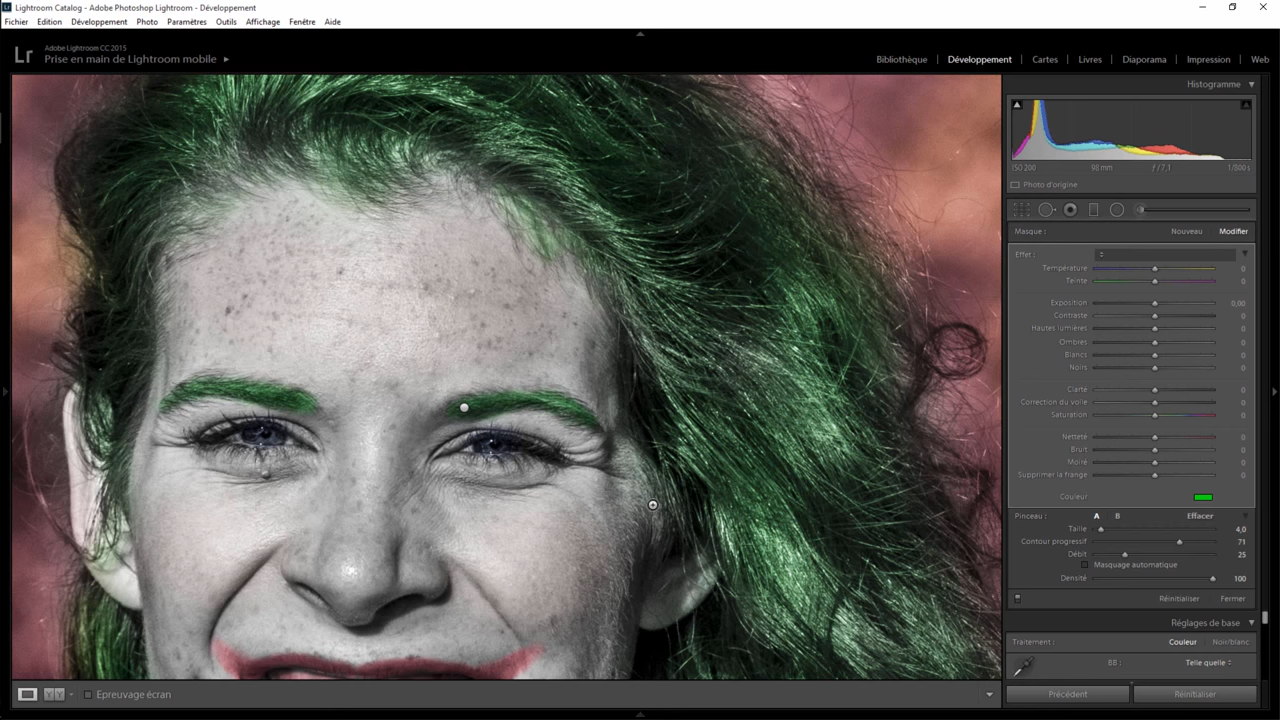 Lightroom Catalog - Adobe Photoshop Lightroom - Développement
Fichier Edition Développement Photo Paramètres Outils Affichage Fenêtre Aide
Lr Adobe Lightroom CC 2015
Prise en main de Lightroom mobile
Bibliothèque | Développement | Cartes | Livres | Diaporama | Impression | Web
Histogramme
ISO 200 98 mm ƒ / 7,1 1/800 s
Photo d'origine
Masque : Nouveau Modifier
Effet :
Température 0
Teinte 0
Exposition 0,00
Contraste 0
Hautes lumières 0
Ombres 0
Blancs 0
Noirs 0
Clarté 0
Correction du voile 0
Saturation 0
Netteté 0
Bruit 0
Moiré 0
Supprimer la frange 0
Couleur
Pinceau : A B Effacer
Taille 4,0
Contour progressif 71
Débit 25
Masquage automatique
Densité 100
Réinitialiser Fermer
Réglages de base
Traitement : Couleur Noir/blanc
BB : Telle quelle
Epreuvage écran
Précédent Réinitialiser